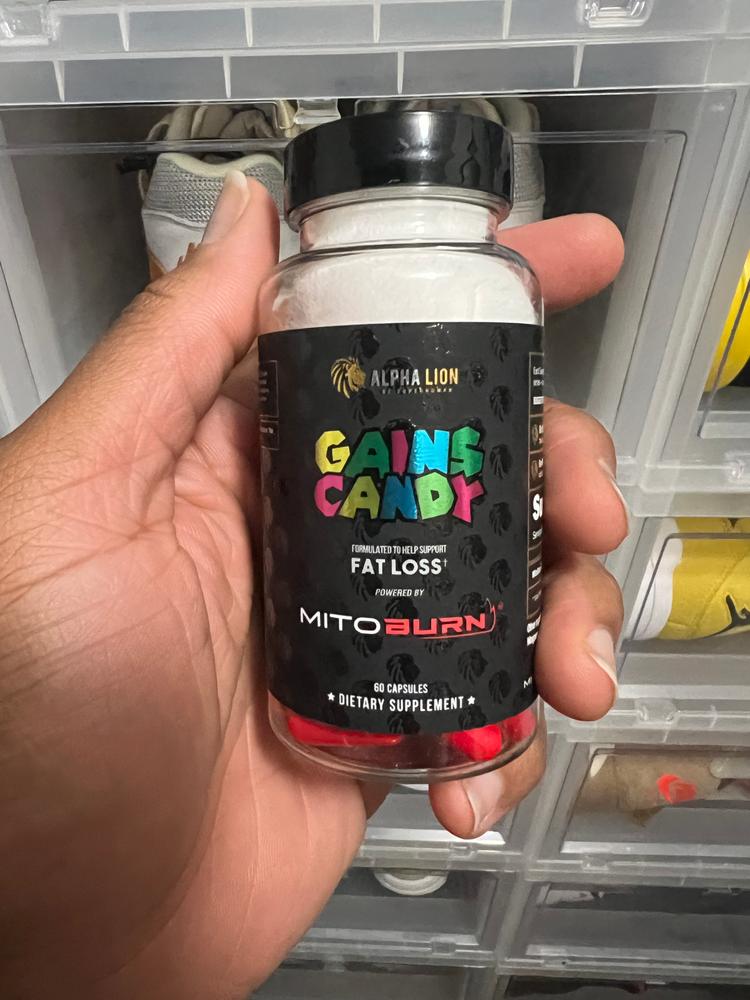 ALPHA LION
GAINS
CANDY
FORMULATED TO HELP SUPPORT
FAT LOSS†
POWERED BY
MITOBURN®
60 CAPSULES
★ DIETARY SUPPLEMENT ★